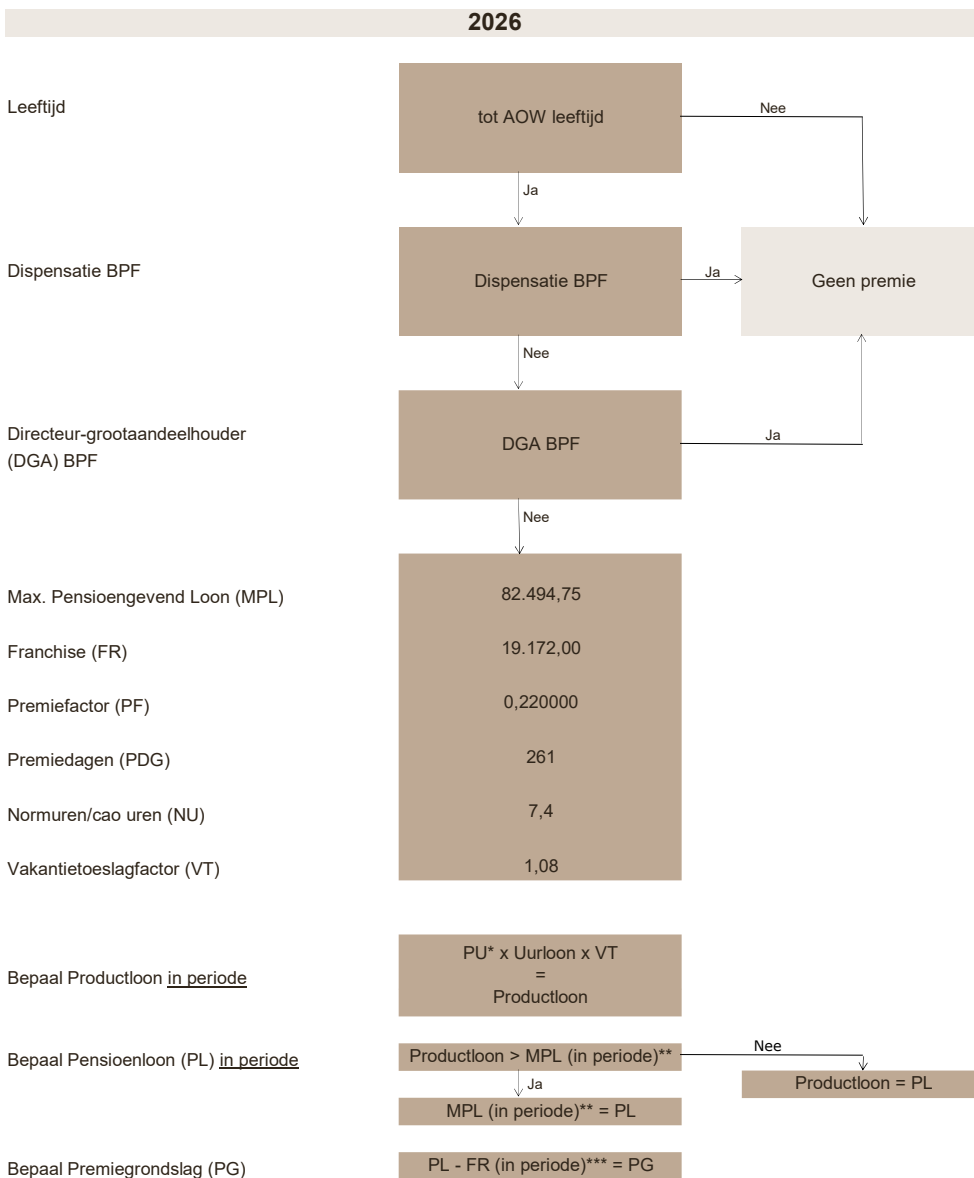 2026
Leeftijd
tot AOW leeftijd
Nee
Ja
Dispensatie BPF
Dispensatie BPF
Ja
Geen premie
Nee
Directeur-grootaandeelhouder
(DGA) BPF
DGA BPF
Ja
Nee
Max. Pensioengevend Loon (MPL)
82.494,75
Franchise (FR)
19.172,00
Premiefactor (PF)
0,220000
Premiedagen (PDG)
261
Normuren/cao uren (NU)
7,4
Vakantietoeslagfactor (VT)
1,08
Bepaal Productloon in periode
PU* x Uurloon x VT
=
Productloon
Bepaal Pensioenloon (PL) in periode
Productloon > MPL (in periode)**
Nee
Ja
Productloon = PL
MPL (in periode)** = PL
Bepaal Premiegrondslag (PG)
PL - FR (in periode)*** = PG